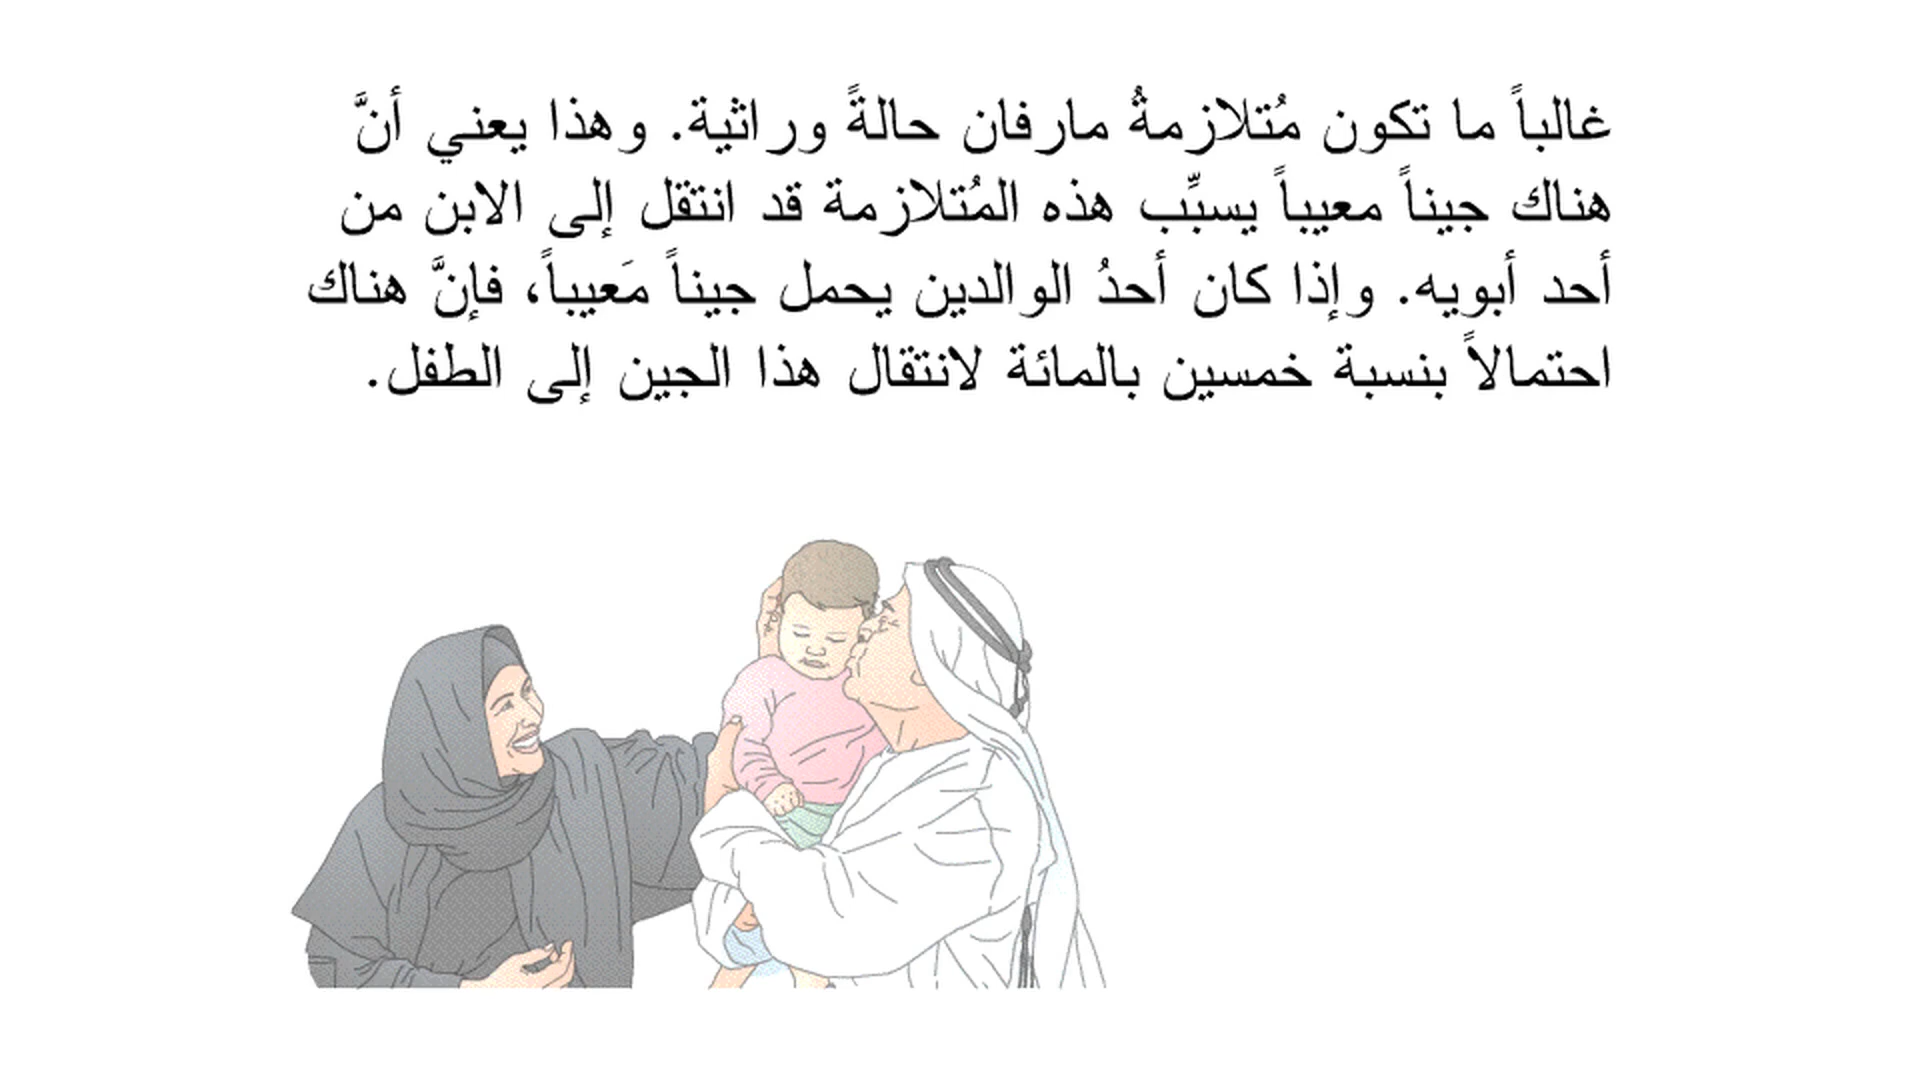 غالباً ما تكون مُتلازمةُ مارفان حالةً وراثية. وهذا يعني أنَّ
هناك جيناً معيباً يسبِّب هذه المُتلازمة قد انتقل إلى الابن من
أحد أبويه. وإذا كان أحدُ الوالدين يحمل جيناً مَعيباً، فإنَّ هناك
احتمالاً بنسبة خمسين بالمائة لانتقال هذا الجين إلى الطفل.